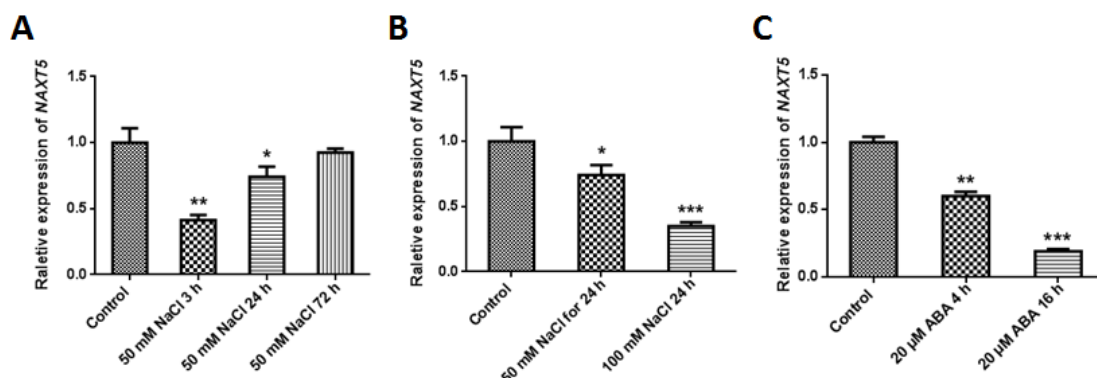 A
B
C
Raletive expression of NAXT5
1.5
1.0
0.5
0.0
**
*
Control
50 mM NaCl 3 h
50 mM NaCl 24 h
50 mM NaCl 72 h
Raletive expression of NAXT5
1.5
1.0
0.5
0.0
*
***
Control
50 mM NaCl for 24 h
100 mM NaCl 24 h
Relative expression of NAXT5
1.5
1.0
0.5
0.0
**
***
Control
20 µM ABA 4 h
20 µM ABA 16 h